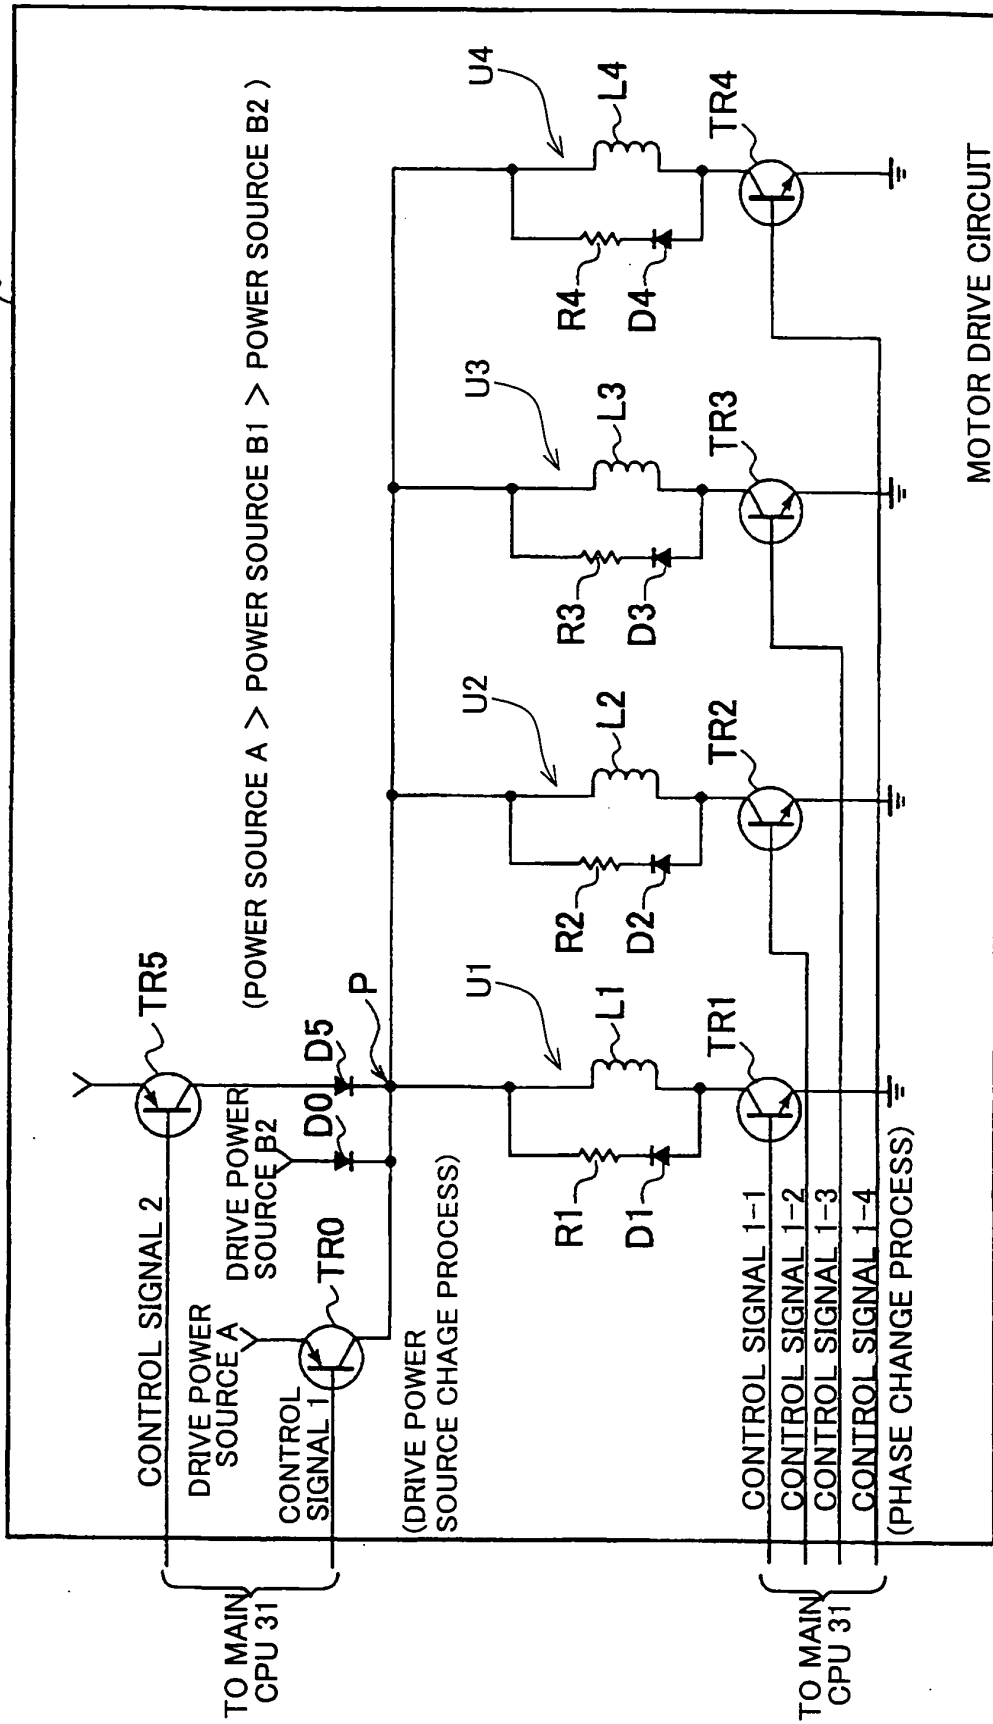 (POWER SOURCE A > POWER SOURCE B1 > POWER SOURCE B2 )
CONTROL SIGNAL 2
TR5
DRIVE POWER
SOURCE B2
D0
D5
P
DRIVE POWER
SOURCE A
TR0
CONTROL
SIGNAL 1
TO MAIN
CPU 31
(DRIVE POWER
SOURCE CHAGE PROCESS)
U1
U2
U3
U4
R1
D1
L1
R2
D2
L2
R3
D3
L3
R4
D4
L4
TR1
TR2
TR3
TR4
CONTROL SIGNAL 1-1
CONTROL SIGNAL 1-2
CONTROL SIGNAL 1-3
CONTROL SIGNAL 1-4
(PHASE CHANGE PROCESS)
TO MAIN
CPU 31
MOTOR DRIVE CIRCUIT